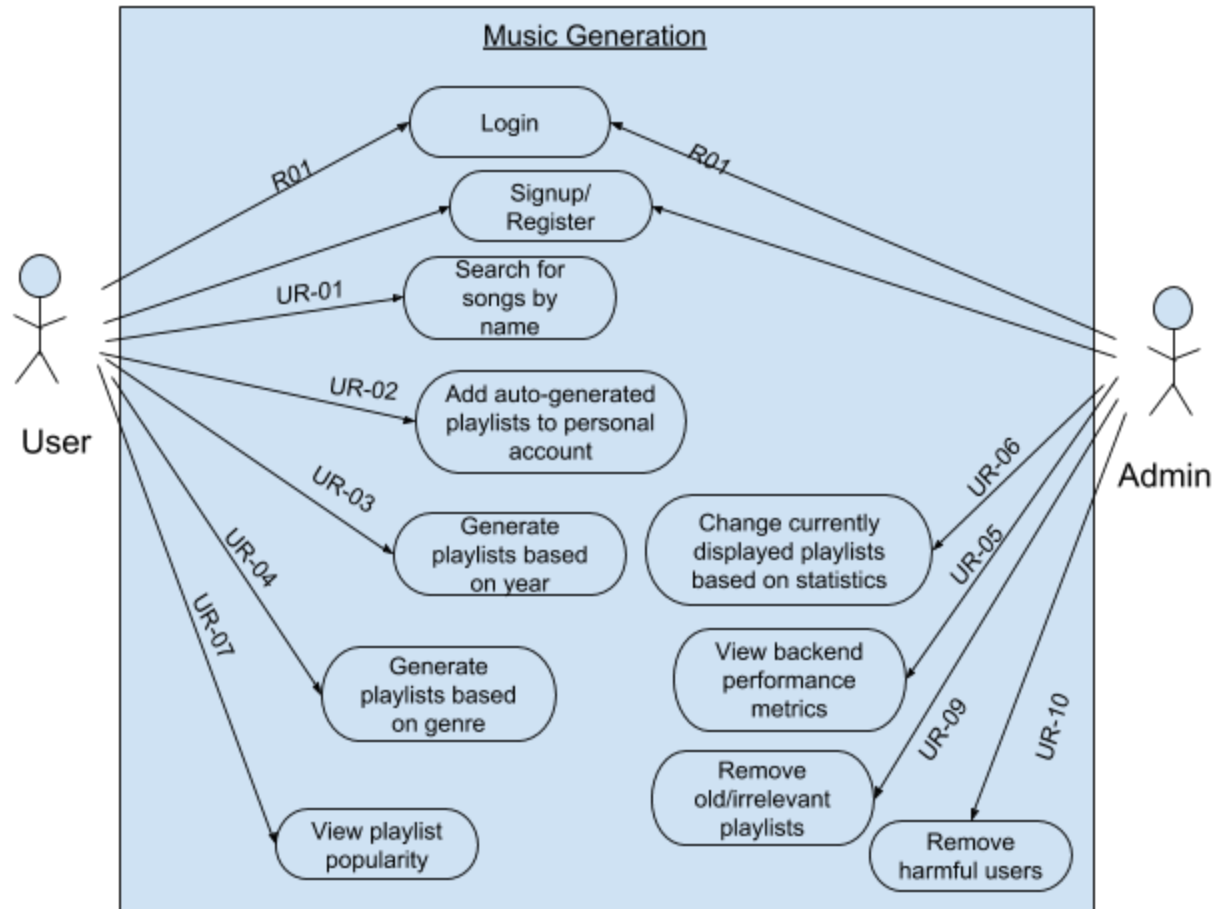 Music Generation
Login
R01
R01
Signup/
Register
Search for
songs by
name
UR-01
UR-02
Add auto-generated
playlists to personal
account
User
Admin
UR-03
UR-06
Generate
playlists based
on year
Change currently
displayed playlists
based on statistics
UR-04
UR-05
UR-07
Generate
playlists based
on genre
View backend
performance
metrics
UR-09
UR-10
Remove
old/irrelevant
playlists
View playlist
popularity
Remove
harmful users